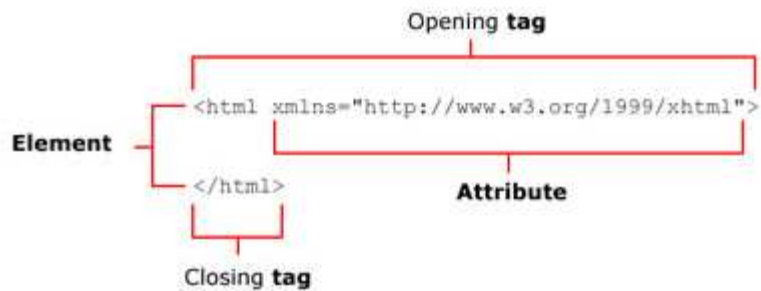 Opening tag
<html xmlns="http://www.w3.org/1999/xhtml">
Element
Attribute
</html>
Closing tag